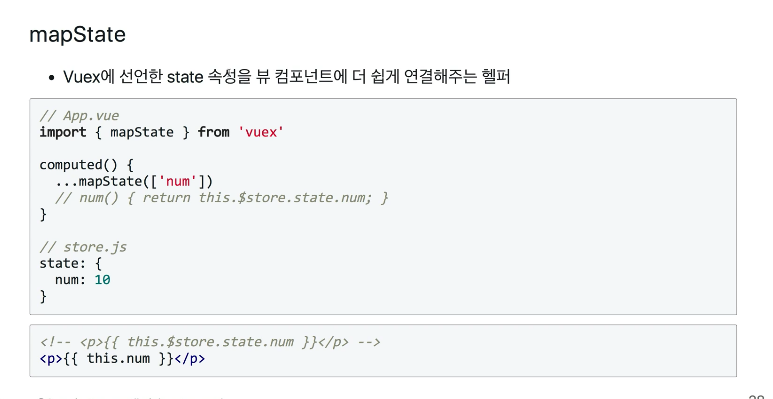 mapState
• Vuex에 선언한 state 속성을 뷰 컴포넌트에 더 쉽게 연결해주는 헬퍼
// App.vue
import { mapState } from 'vuex'
computed() {
  ...mapState(['num'])
  // num() { return this.$store.state.num; }
}
// store.js
state: {
  num: 10
}
<!-- <p>{{ this.$store.state.num }}</p> -->
<p>{{ this.num }}</p>